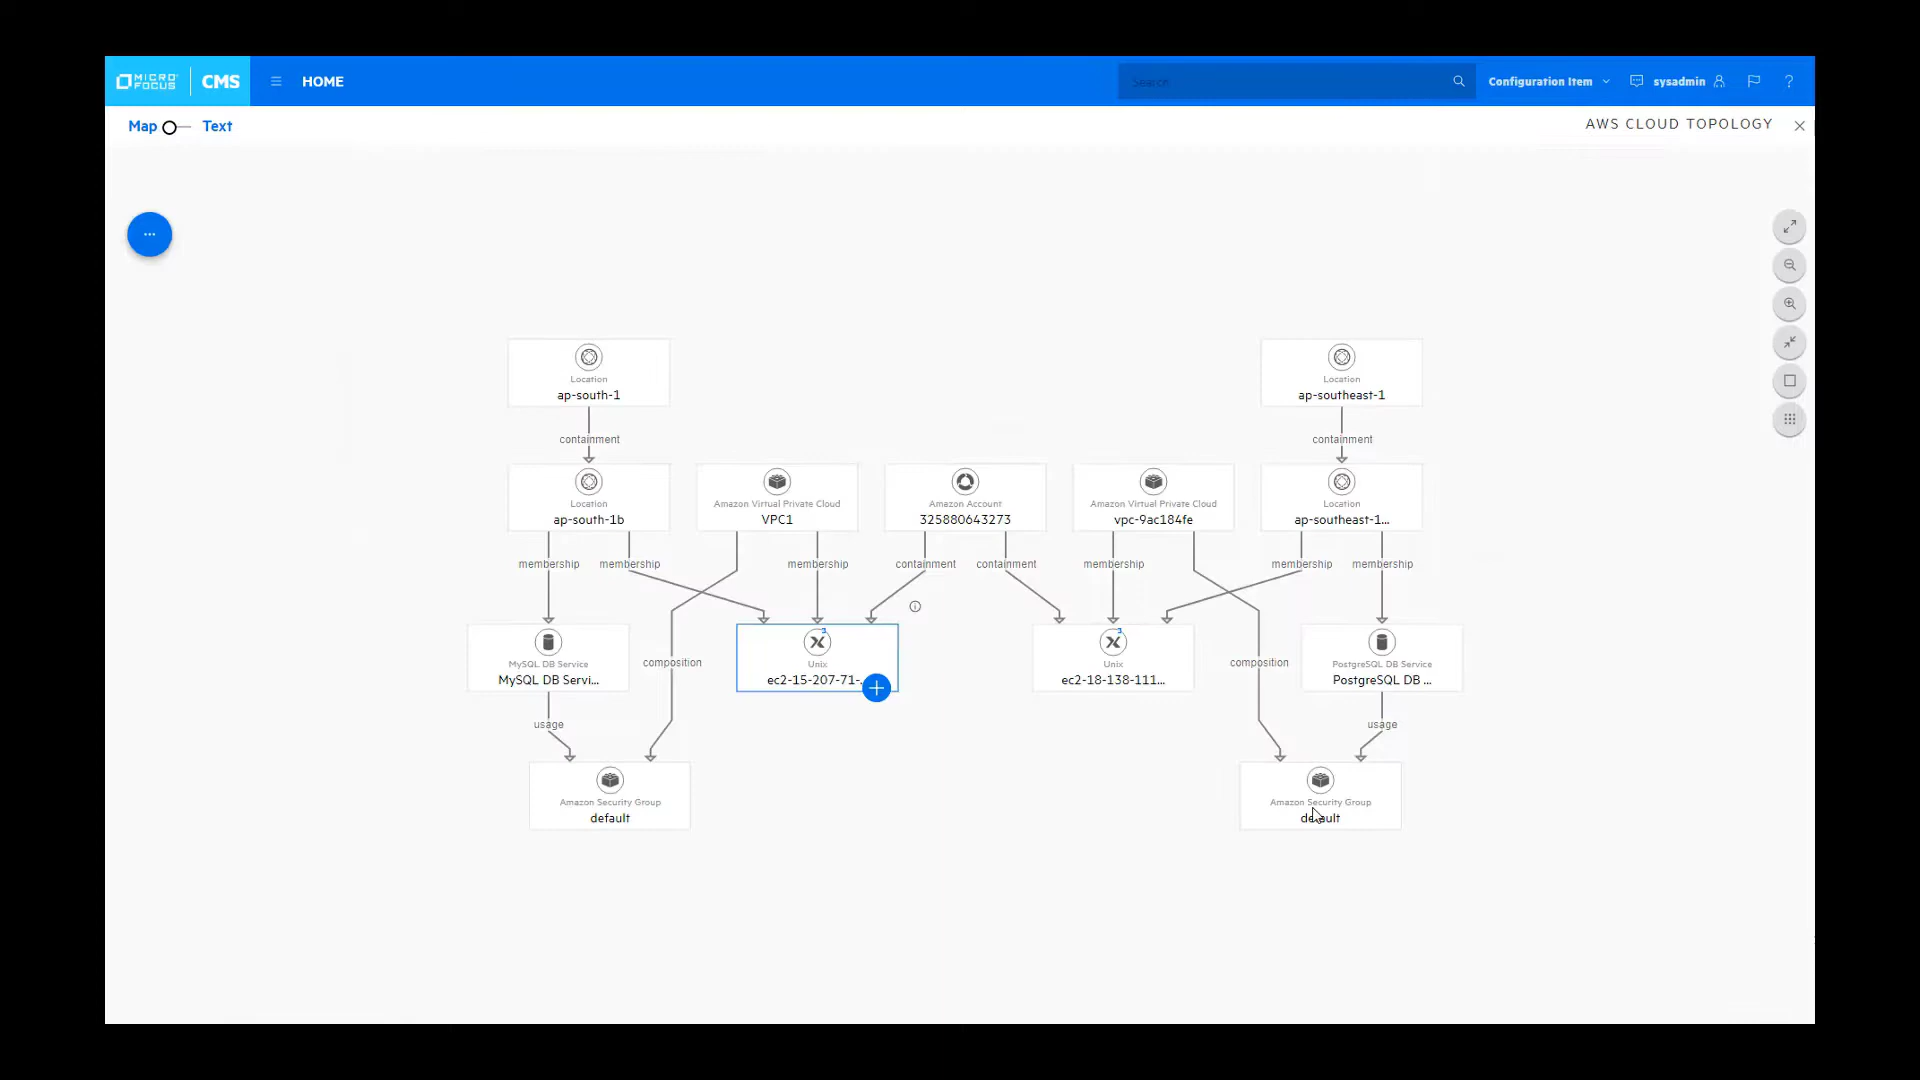 MICRO FOCUS CMS HOME Search Configuration Item sysadmin ?
Map Text AWS CLOUD TOPOLOGY
Location
ap-south-1
Location
ap-southeast-1
containment
containment
Location
ap-south-1b
Amazon Virtual Private Cloud
VPC1
Amazon Account
325880643273
Amazon Virtual Private Cloud
vpc-9ac184fe
Location
ap-southeast-1...
membership membership membership containment containment membership membership membership
MySQL DB Service
MySQL DB Servi...
composition
3
Unix
ec2-15-207-71-...
3
Unix
ec2-18-138-111...
composition
PostgreSQL DB Service
PostgreSQL DB ...
usage
usage
Amazon Security Group
default
Amazon Security Group
default